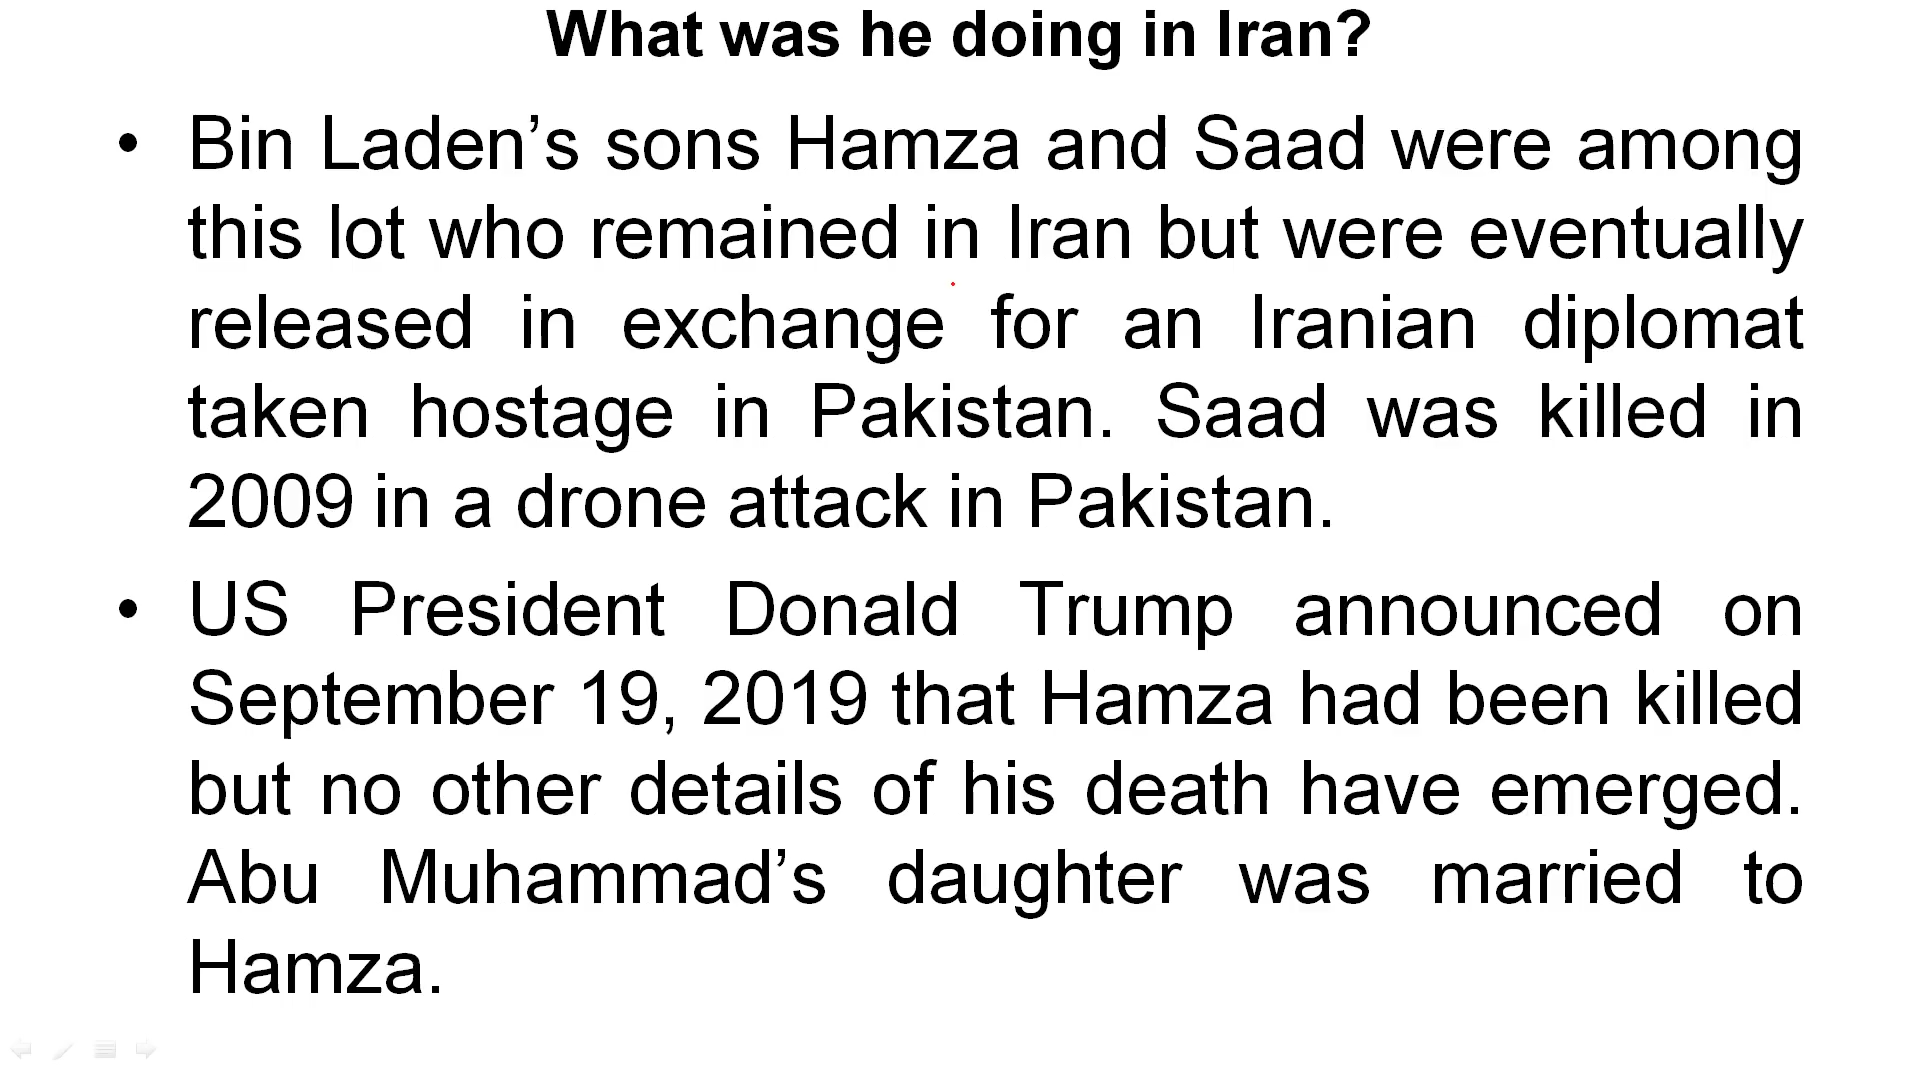 What was he doing in Iran?
• Bin Laden’s sons Hamza and Saad were among
this lot who remained in Iran but were eventually
released in exchange for an Iranian diplomat
taken hostage in Pakistan. Saad was killed in
2009 in a drone attack in Pakistan.
• US President Donald Trump announced on
September 19, 2019 that Hamza had been killed
but no other details of his death have emerged.
Abu Muhammad’s daughter was married to
Hamza.